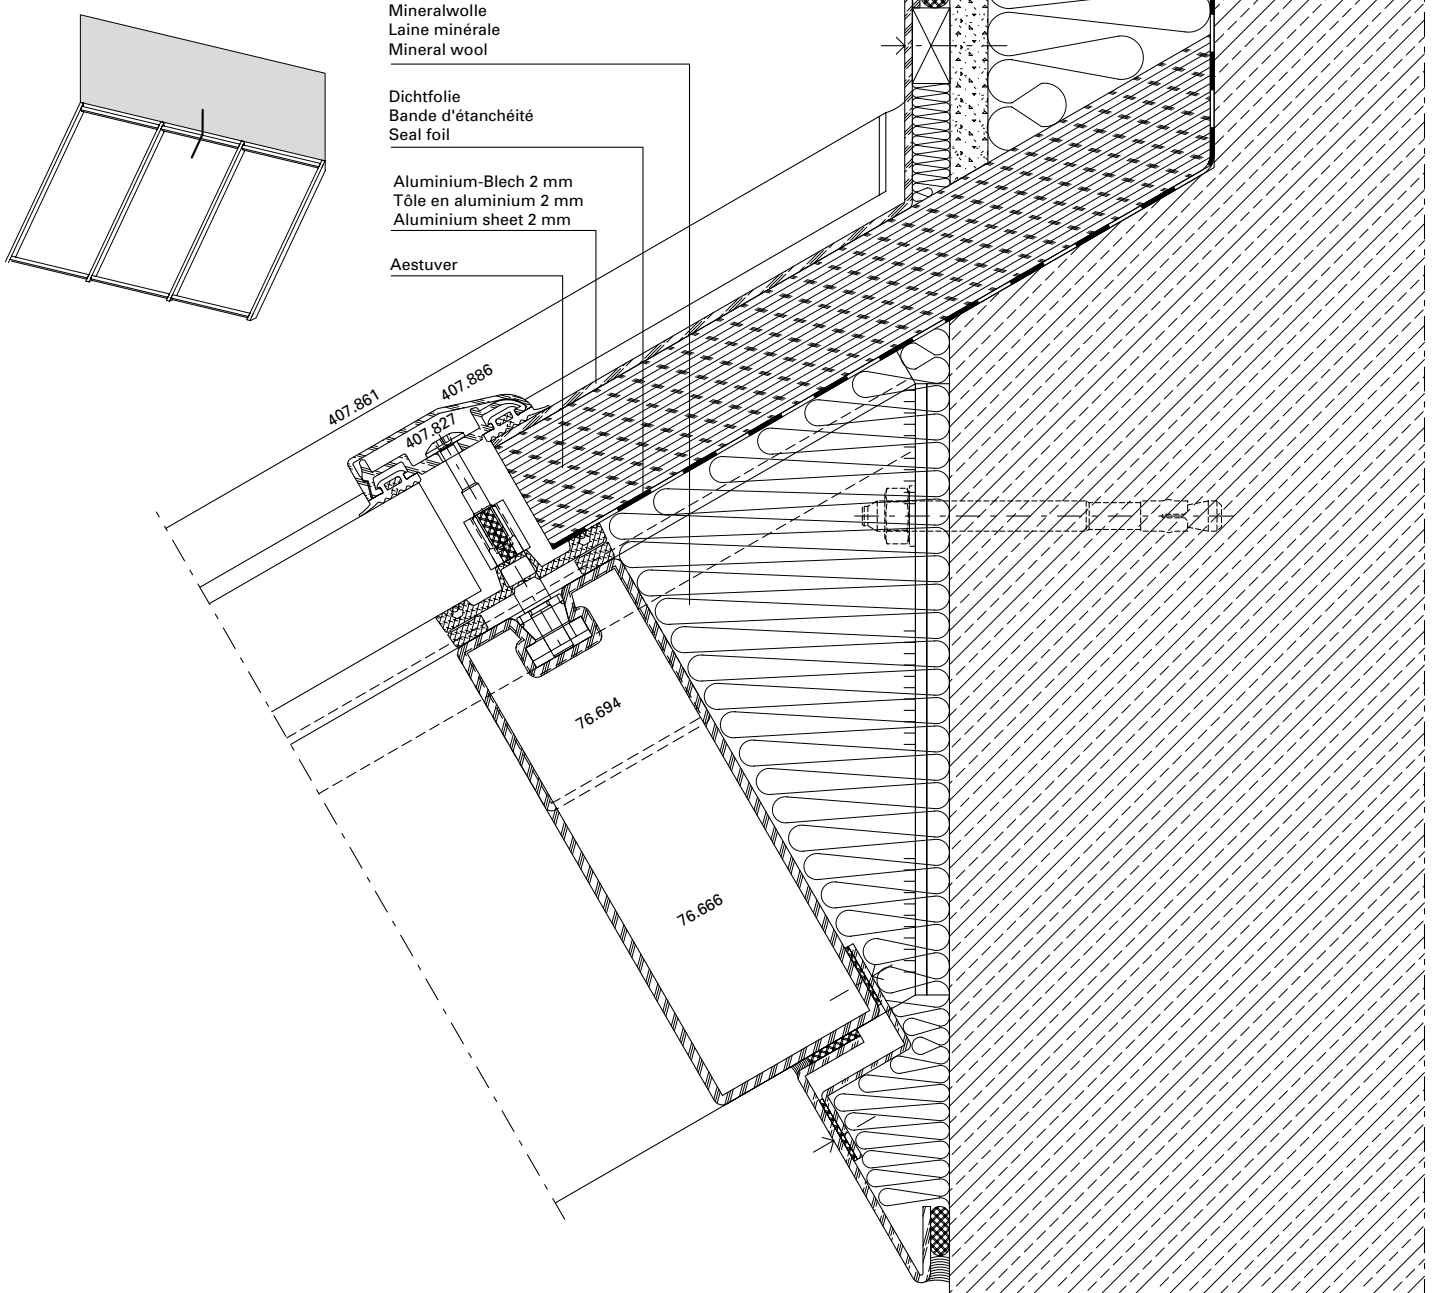 Mineralwolle
Laine minérale
Mineral wool
Dichtfolie
Bande d'étanchéité
Seal foil
Aluminium-Blech 2 mm
Tôle en aluminium 2 mm
Aluminium sheet 2 mm
Aestuver
407.861
407.886
407.827
76.694
76.666